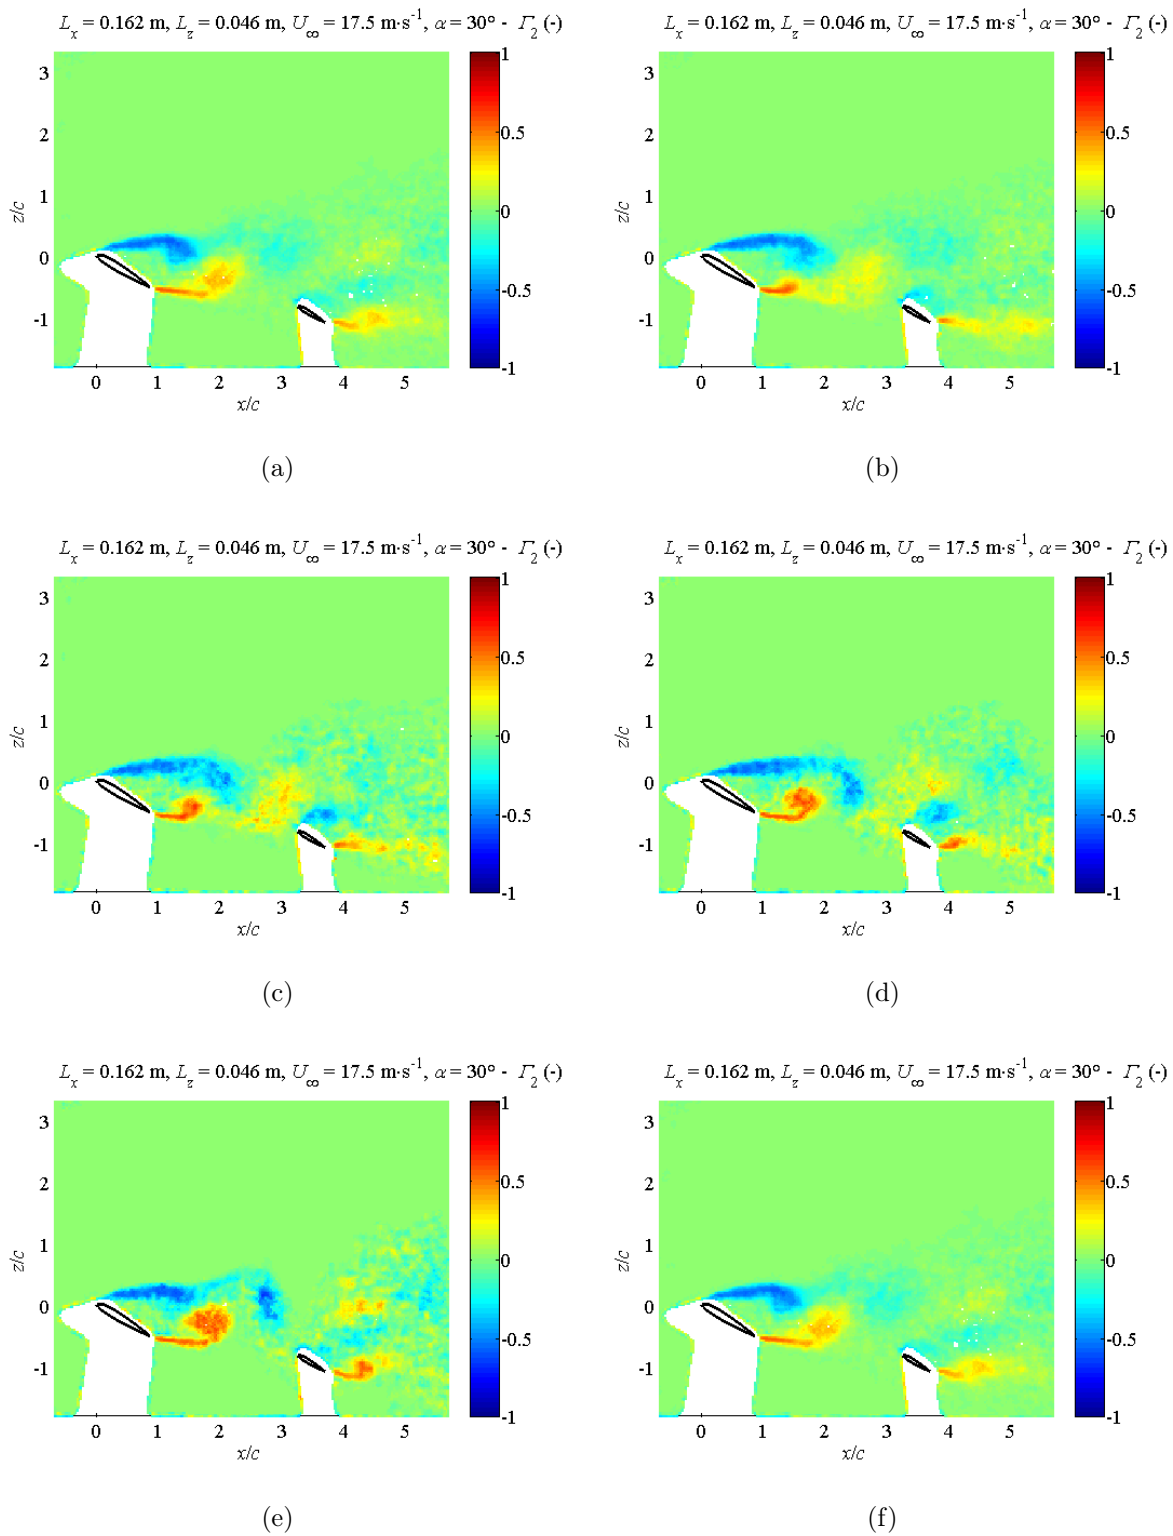 L_x = 0.162 m, L_z = 0.046 m, U_∞ = 17.5 m·s⁻¹, α = 30° - Γ_2 (-)
L_x = 0.162 m, L_z = 0.046 m, U_∞ = 17.5 m·s⁻¹, α = 30° - Γ_2 (-)
3 2 1 0 -1
z/c
0 1 2 3 4 5
x/c
1 0.5 0 -0.5 -1
3 2 1 0 -1
z/c
0 1 2 3 4 5
x/c
1 0.5 0 -0.5 -1
(a)
(b)
L_x = 0.162 m, L_z = 0.046 m, U_∞ = 17.5 m·s⁻¹, α = 30° - Γ_2 (-)
L_x = 0.162 m, L_z = 0.046 m, U_∞ = 17.5 m·s⁻¹, α = 30° - Γ_2 (-)
3 2 1 0 -1
z/c
0 1 2 3 4 5
x/c
1 0.5 0 -0.5 -1
3 2 1 0 -1
z/c
0 1 2 3 4 5
x/c
1 0.5 0 -0.5 -1
(c)
(d)
L_x = 0.162 m, L_z = 0.046 m, U_∞ = 17.5 m·s⁻¹, α = 30° - Γ_2 (-)
L_x = 0.162 m, L_z = 0.046 m, U_∞ = 17.5 m·s⁻¹, α = 30° - Γ_2 (-)
3 2 1 0 -1
z/c
0 1 2 3 4 5
x/c
1 0.5 0 -0.5 -1
3 2 1 0 -1
z/c
0 1 2 3 4 5
x/c
1 0.5 0 -0.5 -1
(e)
(f)